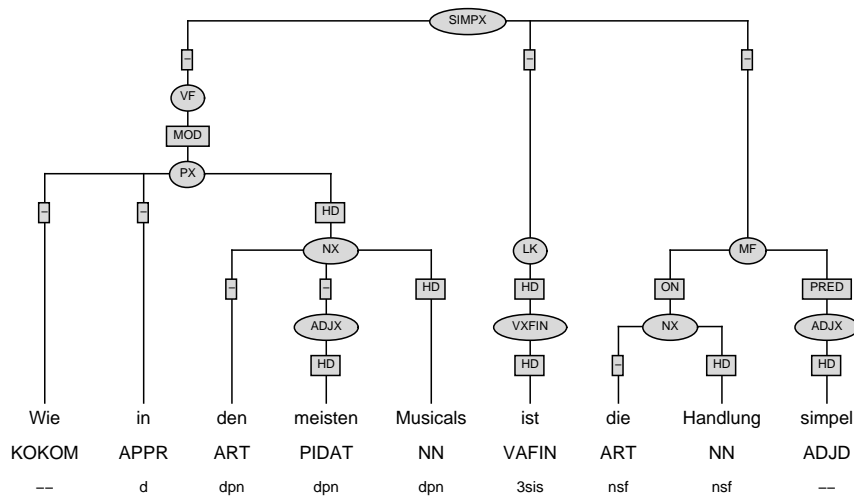 SIMPX
– – –
VF
MOD
PX
– – HD
NX LK MF
– – HD HD ON PRED
ADJX VXFIN NX ADJX
HD HD – HD HD
Wie in den meisten Musicals ist die Handlung simpel
KOKOM APPR ART PIDAT NN VAFIN ART NN ADJD
−− d dpn dpn dpn 3sis nsf nsf −−